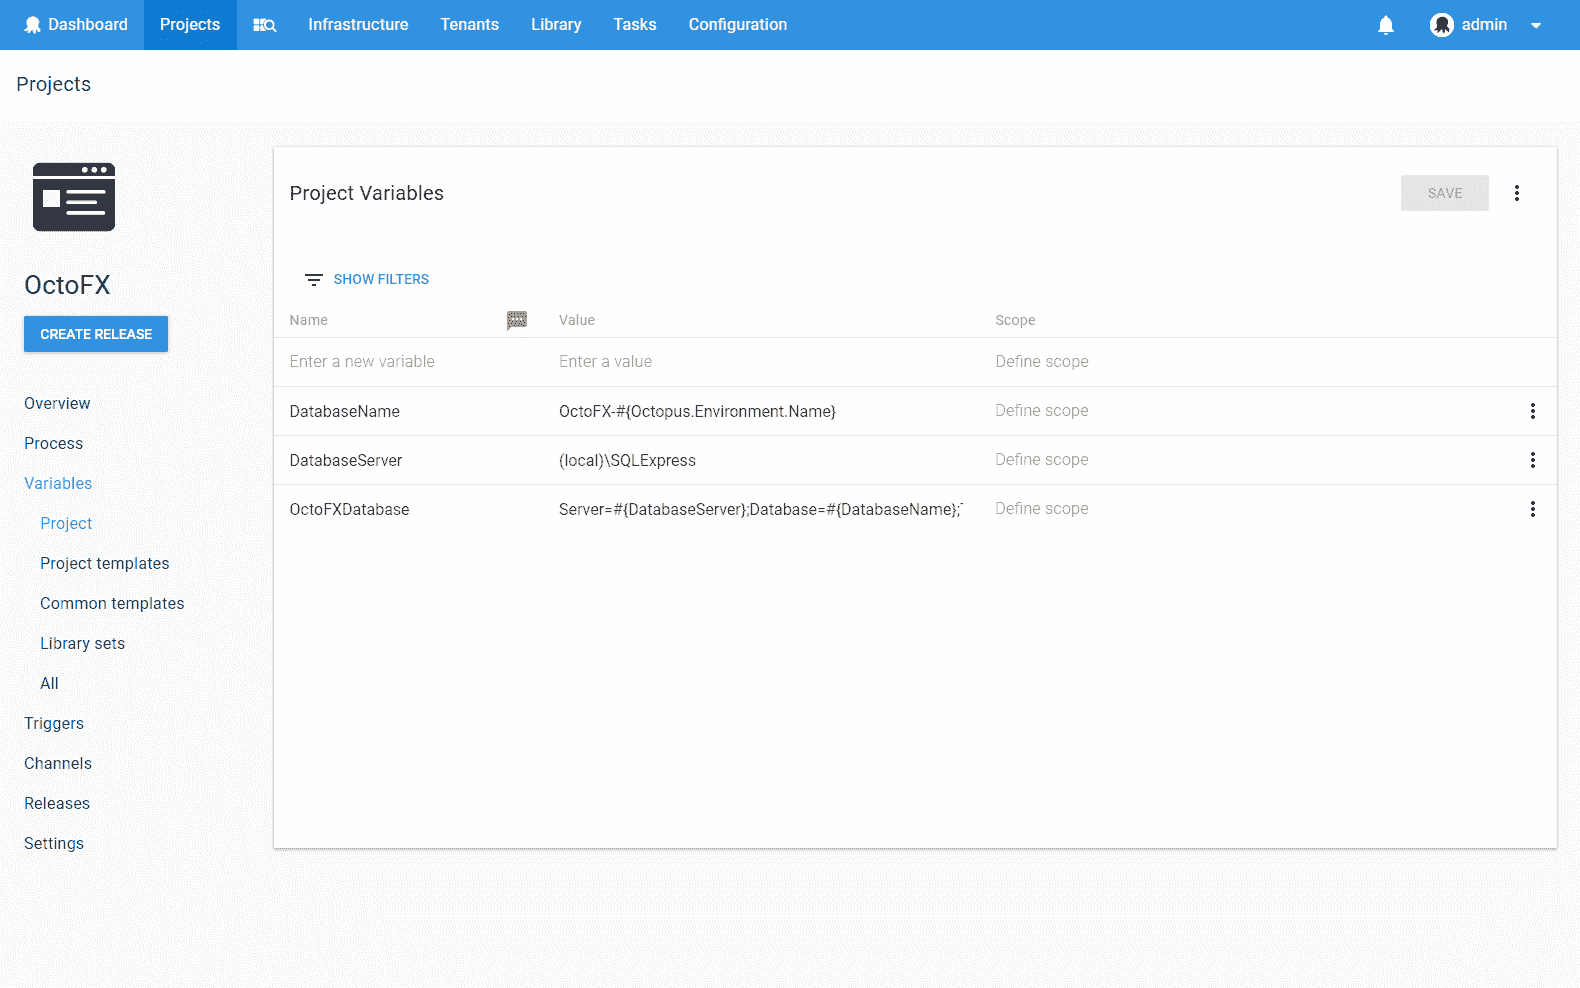 Dashboard Projects Infrastructure Tenants Library Tasks Configuration admin
Projects
OctoFX
CREATE RELEASE
Overview
Process
Variables
Project
Project templates
Common templates
Library sets
All
Triggers
Channels
Releases
Settings
Project Variables SAVE
SHOW FILTERS
Name Value Scope
Enter a new variable Enter a value Define scope
DatabaseName OctoFX-#{Octopus.Environment.Name} Define scope
DatabaseServer (local)\SQLExpress Define scope
OctoFXDatabase Server=#{DatabaseServer};Database=#{DatabaseName}; Define scope